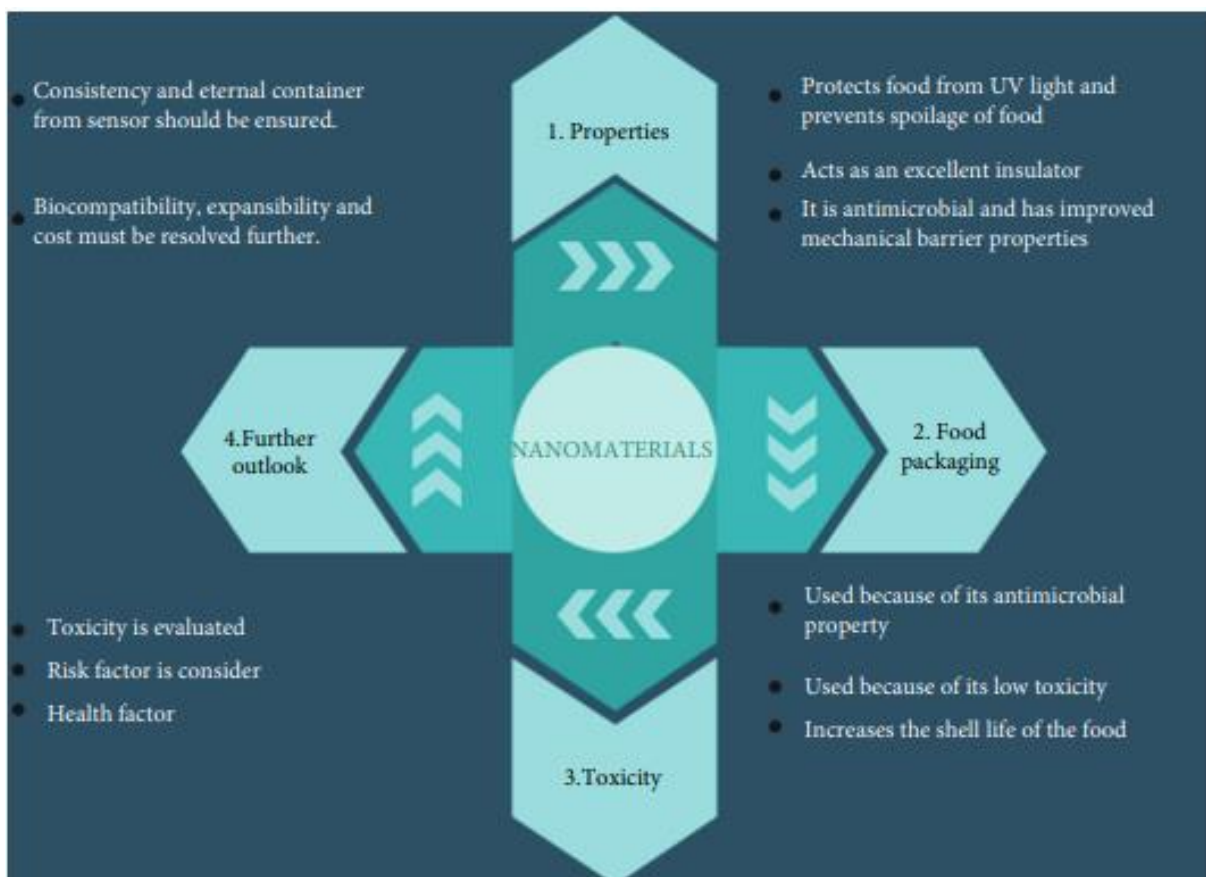 Consistency and eternal container
from sensor should be ensured.
Biocompatibility, expansibility and
cost must be resolved further.
1. Properties
Protects food from UV light and
prevents spoilage of food
Acts as an excellent insulator
It is antimicrobial and has improved
mechanical barrier properties
4.Further
outlook
NANOMATERIALS
2. Food
packaging
Toxicity is evaluated
Risk factor is consider
Health factor
3.Toxicity
Used because of its antimicrobial
property
Used because of its low toxicity
Increases the shell life of the food